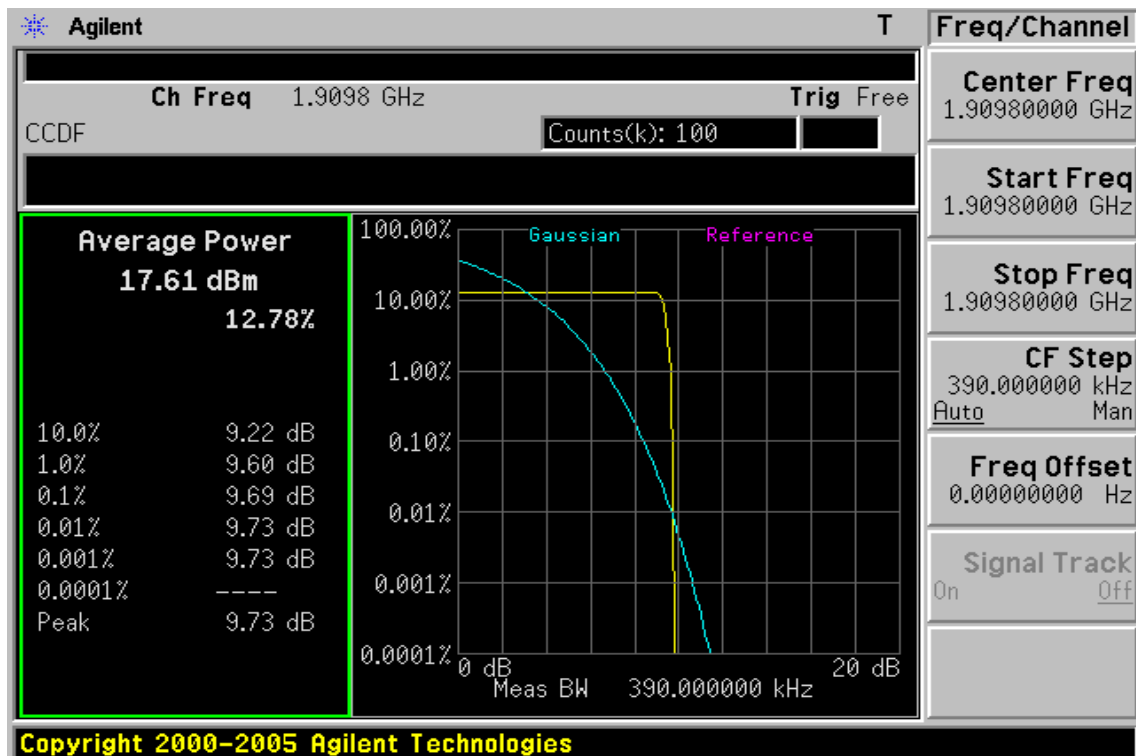 Agilent T
Ch Freq 1.9098 GHz Trig Free
CCDF Counts(k): 100
Average Power
17.61 dBm
12.78%
10.0% 9.22 dB
1.0% 9.60 dB
0.1% 9.69 dB
0.01% 9.73 dB
0.001% 9.73 dB
0.0001% ----
Peak 9.73 dB
Gaussian Reference
100.00%
10.00%
1.00%
0.10%
0.01%
0.001%
0.0001%
0 dB 20 dB
Meas BW 390.000000 kHz
Freq/Channel
Center Freq
1.90980000 GHz
Start Freq
1.90980000 GHz
Stop Freq
1.90980000 GHz
CF Step
390.000000 kHz
Auto Man
Freq Offset
0.00000000 Hz
Signal Track
On Off
Copyright 2000-2005 Agilent Technologies